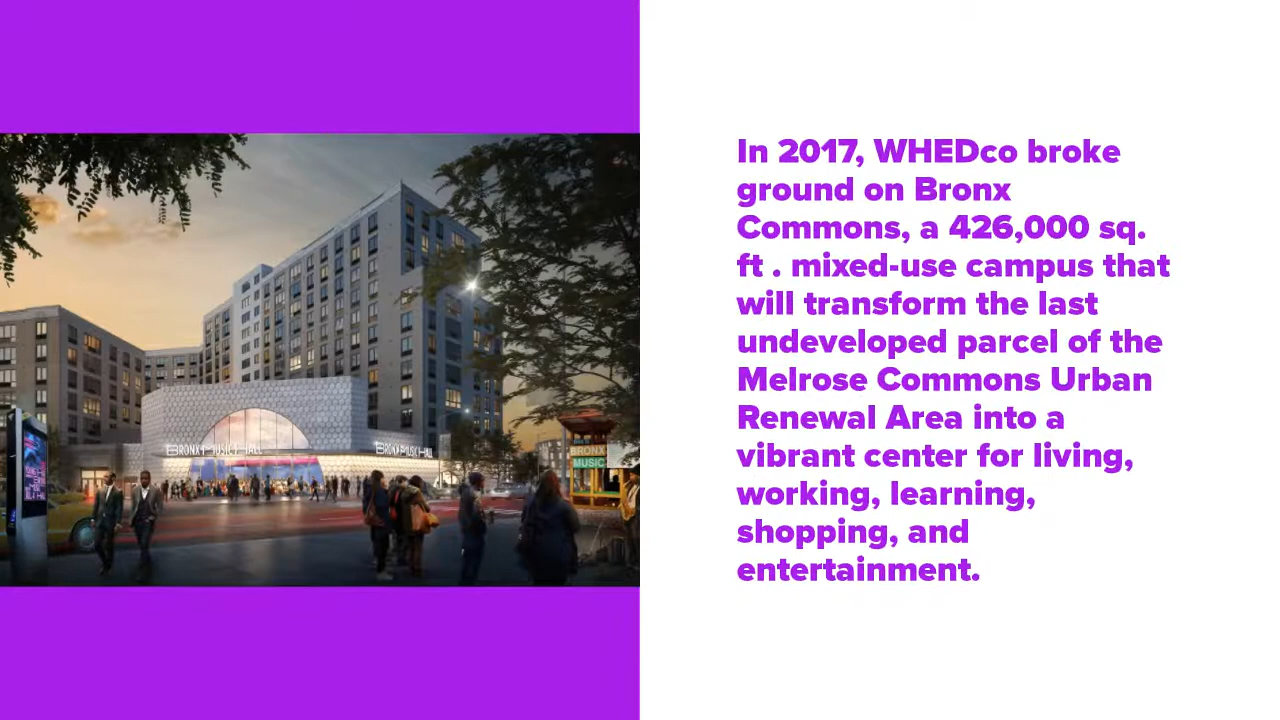 In 2017, WHEDco broke
ground on Bronx
Commons, a 426,000 sq.
ft . mixed-use campus that
will transform the last
undeveloped parcel of the
Melrose Commons Urban
Renewal Area into a
vibrant center for living,
working, learning,
shopping, and
entertainment.
BRONX MUSIC HALL
BRONX MUSIC HALL
BRONX
MUSIC